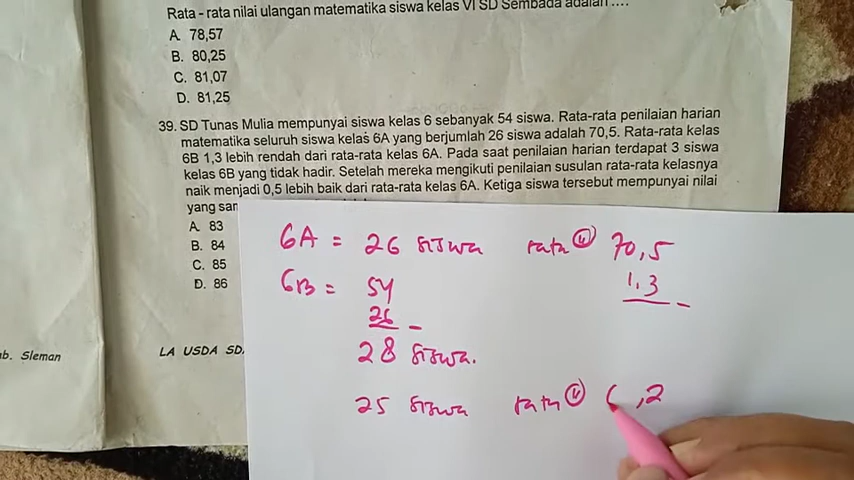 Rata - rata nilai ulangan matematika siswa kelas VI SD Sembada adalah ....
A. 78,57
B. 80,25
C. 81,07
D. 81,25
39. SD Tunas Mulia mempunyai siswa kelas 6 sebanyak 54 siswa. Rata-rata penilaian harian
matematika seluruh siswa kelas 6A yang berjumlah 26 siswa adalah 70,5. Rata-rata kelas
6B 1,3 lebih rendah dari rata-rata kelas 6A. Pada saat penilaian harian terdapat 3 siswa
kelas 6B yang tidak hadir. Setelah mereka mengikuti penilaian susulan rata-rata kelasnya
naik menjadi 0,5 lebih baik dari rata-rata kelas 6A. Ketiga siswa tersebut mempunyai nilai
yang
A. 83
B. 84
C. 85
D. 86
6A = 26 siswa rata② 70,5
1,3
6B = 54
26 -
28 siswa.
25 siswa rata② 6,2
Sleman
LA USDA SD